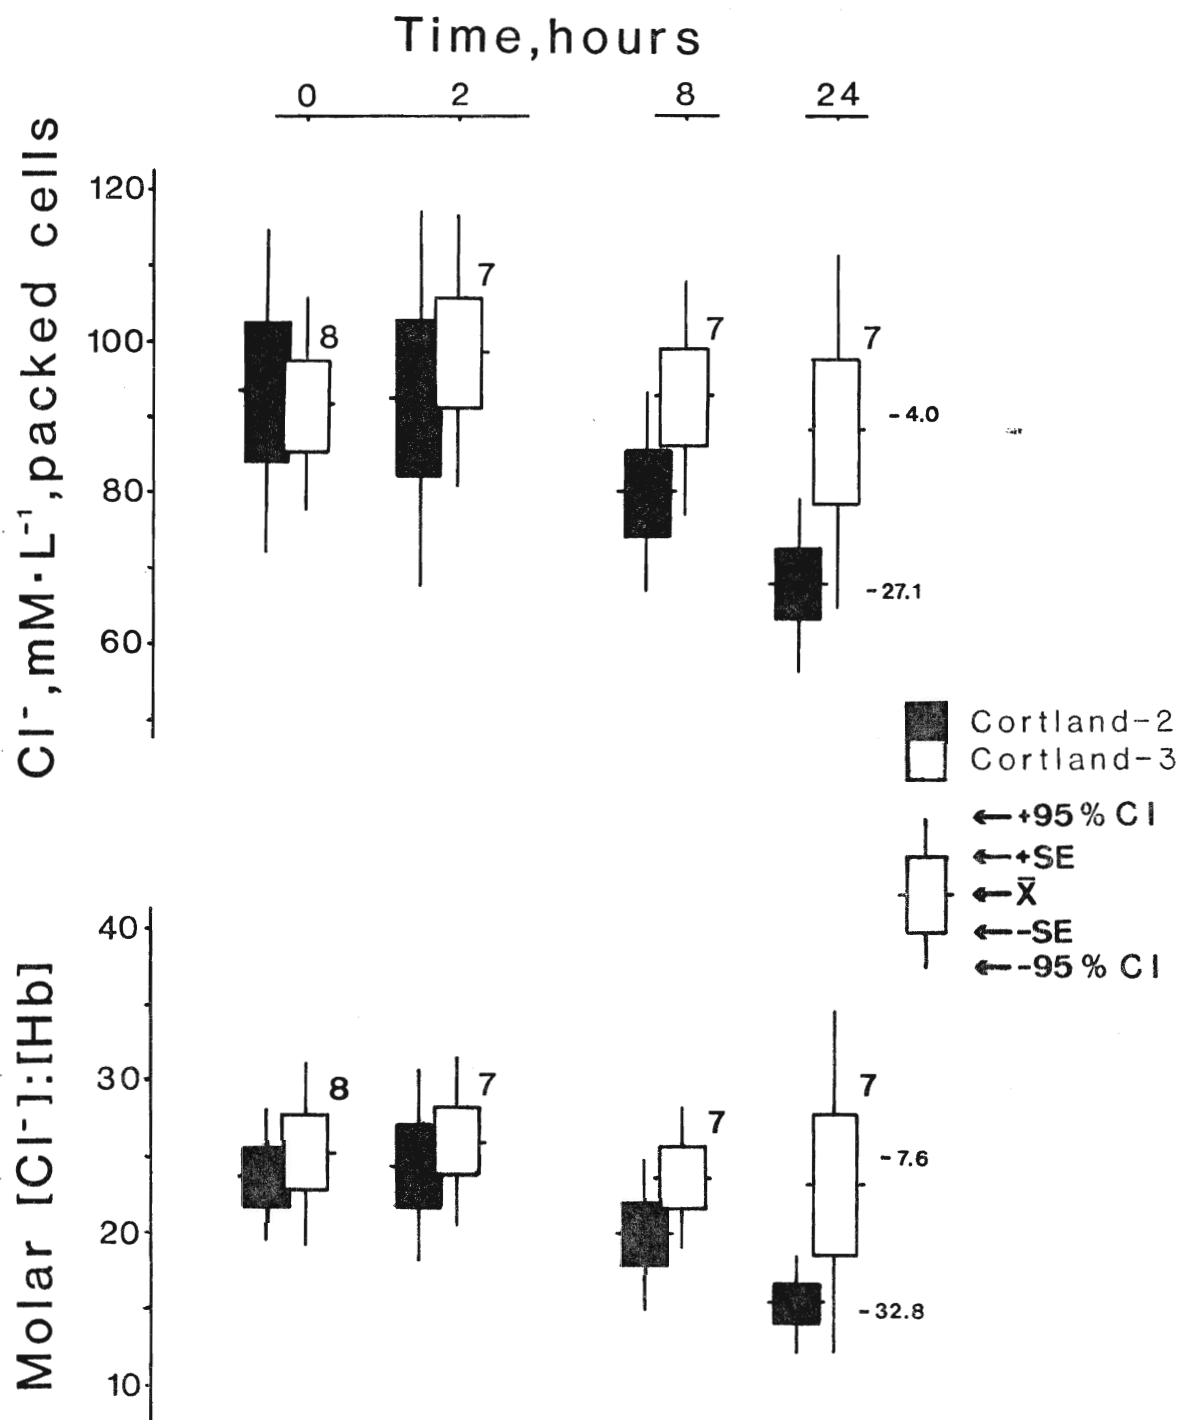 Time,hours
0 2 8 24
Cl⁻,mM·L⁻¹,packed cells
120
100
80
60
8
7
7
7
-4.0
-27.1
Cortland-2
Cortland-3
+95% CI
+SE
X̅
-SE
-95% CI
Molar [Cl⁻]:[Hb]
40
30
20
10
8
7
7
7
-7.6
-32.8